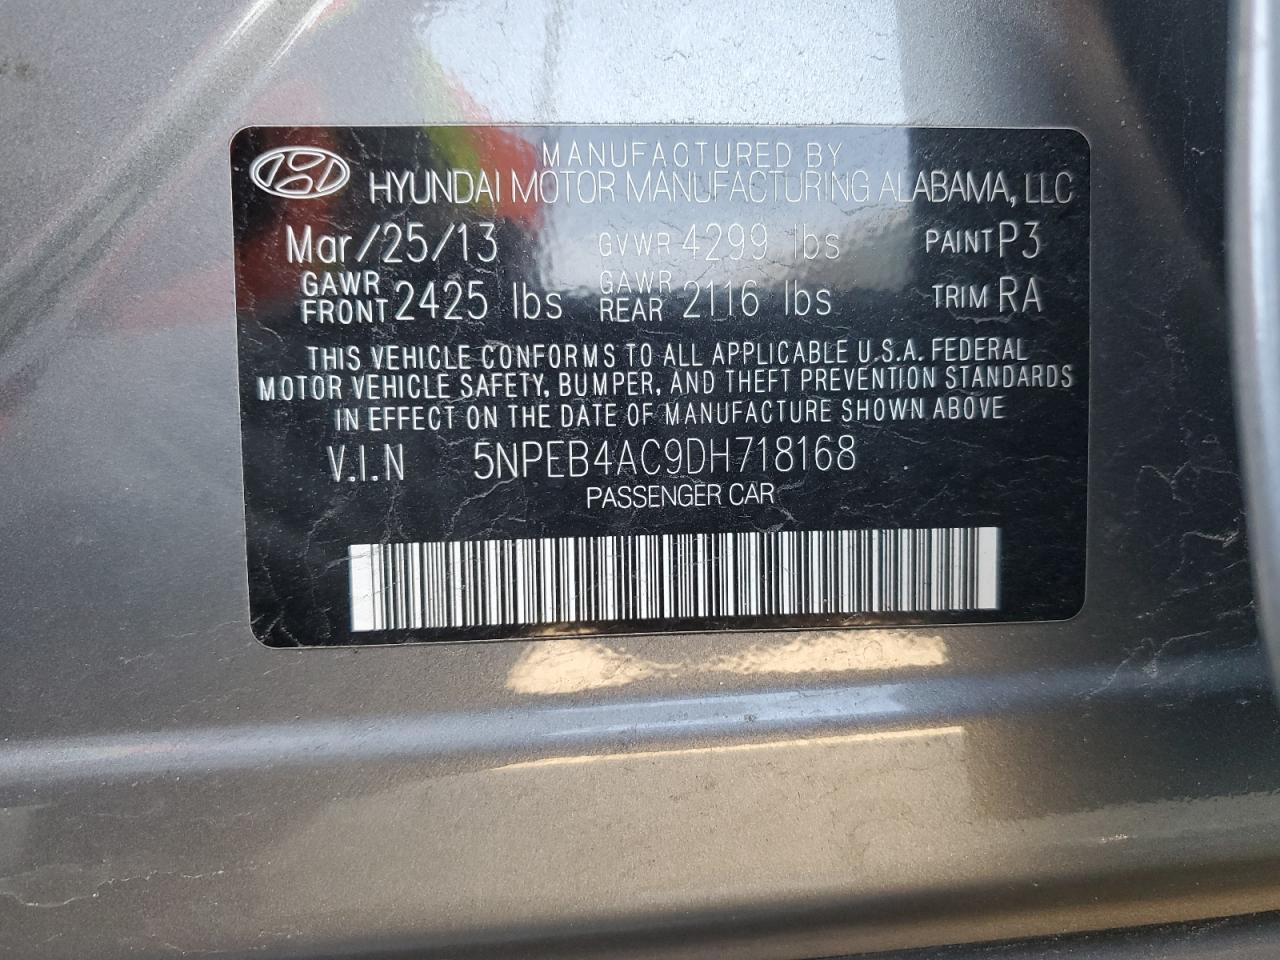 MANUFACTURED BY
HYUNDAI MOTOR MANUFACTURING ALABAMA, LLC
Mar/25/13 GVWR 4299 lbs PAINT P3
GAWR FRONT 2425 lbs GAWR REAR 2116 lbs TRIM RA
THIS VEHICLE CONFORMS TO ALL APPLICABLE U.S.A. FEDERAL
MOTOR VEHICLE SAFETY, BUMPER, AND THEFT PREVENTION STANDARDS
IN EFFECT ON THE DATE OF MANUFACTURE SHOWN ABOVE
V.I.N 5NPEB4AC9DH718168
PASSENGER CAR